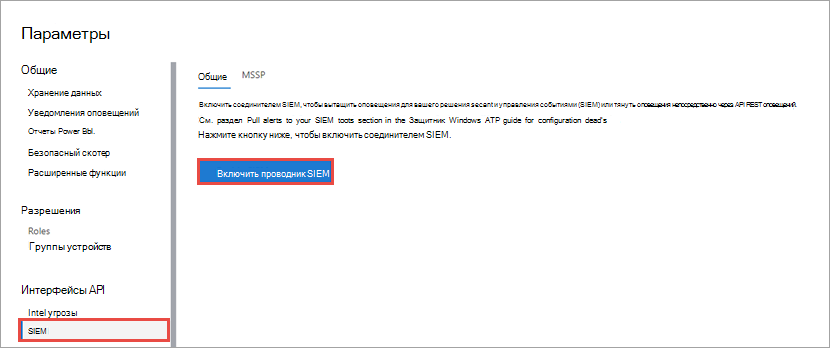 Параметры
Общие
Хранение данных
Уведомления оповещений
Отчеты Power Bbl.
Безопасный скотер
Расширенные функции
Разрешения
Roles
Группы устройств
Интерфейсы API
Intel угрозы
SIEM
Общие MSSP
Включить соединителем SIEM, чтобы вытащить оповещения для вашего решения secant и управления событиями (SIEM) или тянуть оповещения непосредственно через API REST оповещений.
См. раздел Pull alerts to your SIEM toots section in the Защитник Windows ATP guide for configuration dead's
Нажмите кнопку ниже, чтобы включить соединителем SIEM.
Включить проводник SIEM